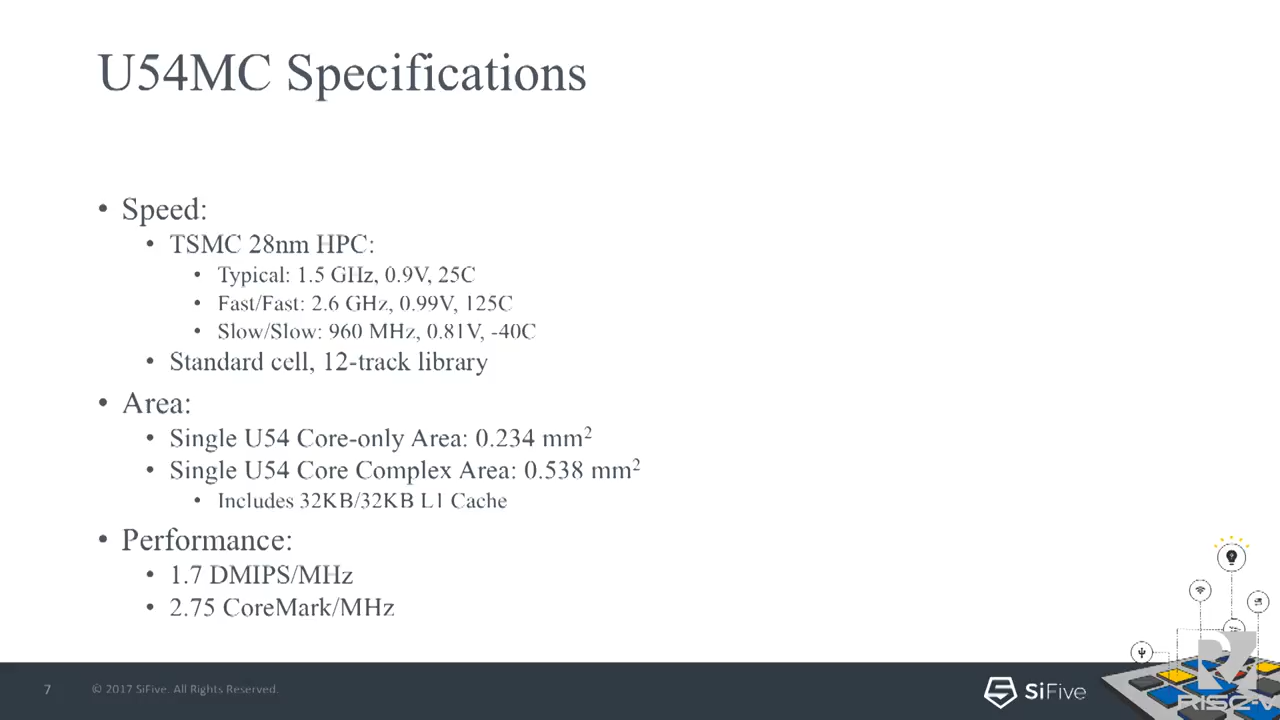 U54MC Specifications
• Speed:
• TSMC 28nm HPC:
• Typical: 1.5 GHz, 0.9V, 25C
• Fast/Fast: 2.6 GHz, 0.99V, 125C
• Slow/Slow: 960 MHz, 0.81V, -40C
• Standard cell, 12-track library
• Area:
• Single U54 Core-only Area: 0.234 mm²
• Single U54 Core Complex Area: 0.538 mm²
• Includes 32KB/32KB L1 Cache
• Performance:
• 1.7 DMIPS/MHz
• 2.75 CoreMark/MHz
7
© 2017 SiFive. All Rights Reserved.
SiFive
RISC-V